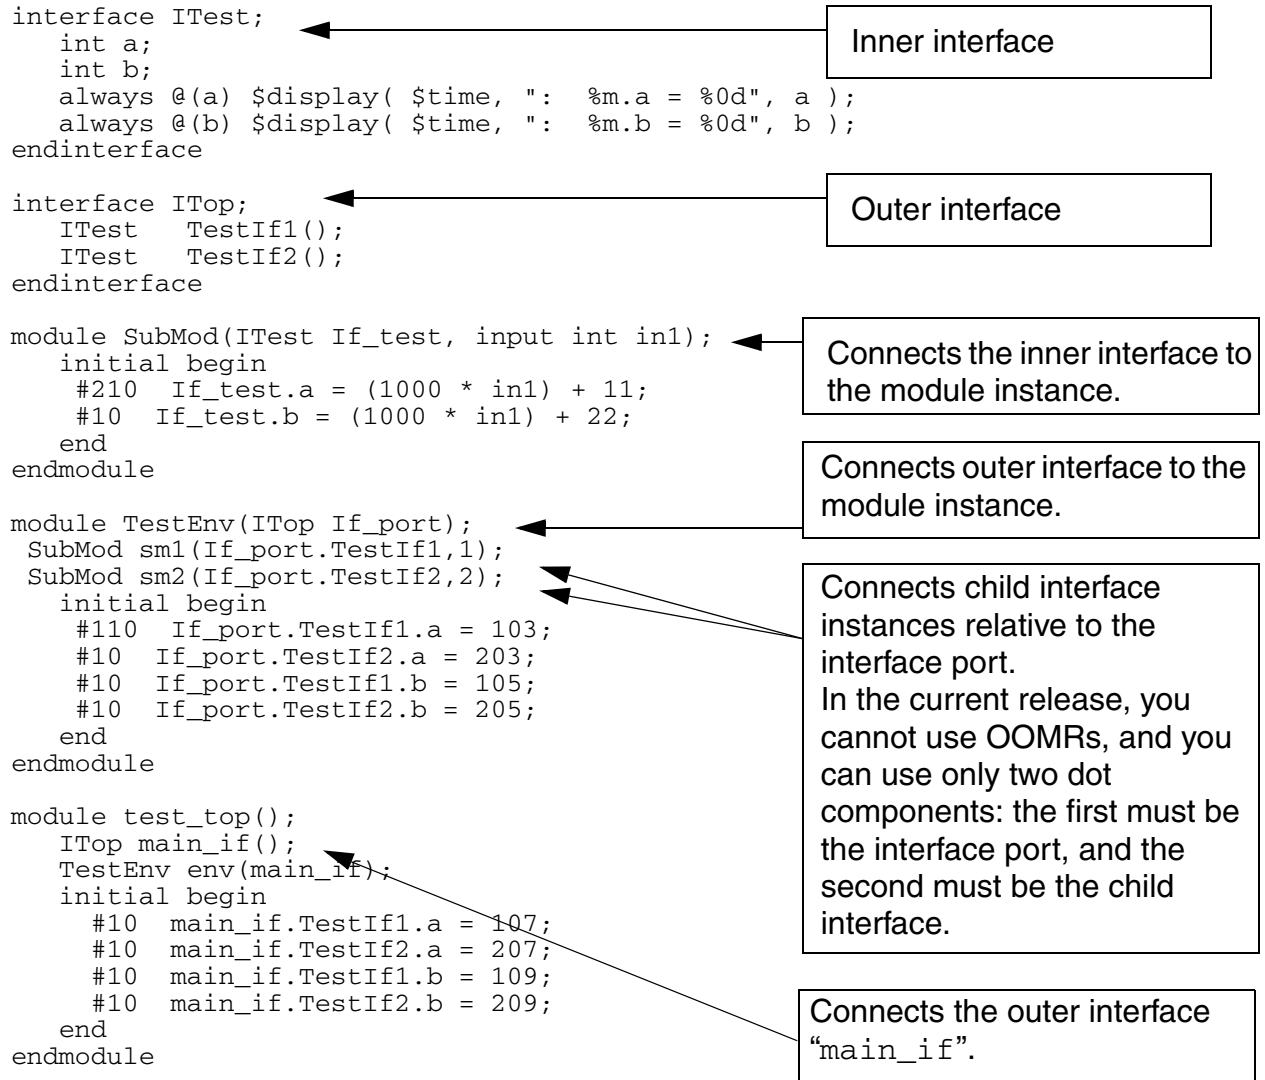 interface ITest;
   int a;
   int b;
   always @(a) $display( $time, ":  %m.a = %0d", a );
   always @(b) $display( $time, ":  %m.b = %0d", b );
endinterface
Inner interface
interface ITop;
   ITest   TestIf1();
   ITest   TestIf2();
endinterface
Outer interface
module SubMod(ITest If_test, input int in1);
   initial begin
    #210  If_test.a = (1000 * in1) + 11;
    #10  If_test.b = (1000 * in1) + 22;
   end
endmodule
Connects the inner interface to
the module instance.
module TestEnv(ITop If_port);
 SubMod sm1(If_port.TestIf1,1);
 SubMod sm2(If_port.TestIf2,2);
   initial begin
    #110  If_port.TestIf1.a = 103;
    #10  If_port.TestIf2.a = 203;
    #10  If_port.TestIf1.b = 105;
    #10  If_port.TestIf2.b = 205;
   end
endmodule
Connects outer interface to the
module instance.
Connects child interface
instances relative to the
interface port.
In the current release, you
cannot use OOMRs, and you
can use only two dot
components: the first must be
the interface port, and the
second must be the child
interface.
module test_top();
   ITop main_if();
   TestEnv env(main_if);
   initial begin
     #10  main_if.TestIf1.a = 107;
     #10  main_if.TestIf2.a = 207;
     #10  main_if.TestIf1.b = 109;
     #10  main_if.TestIf2.b = 209;
   end
endmodule
Connects the outer interface
“main_if”.